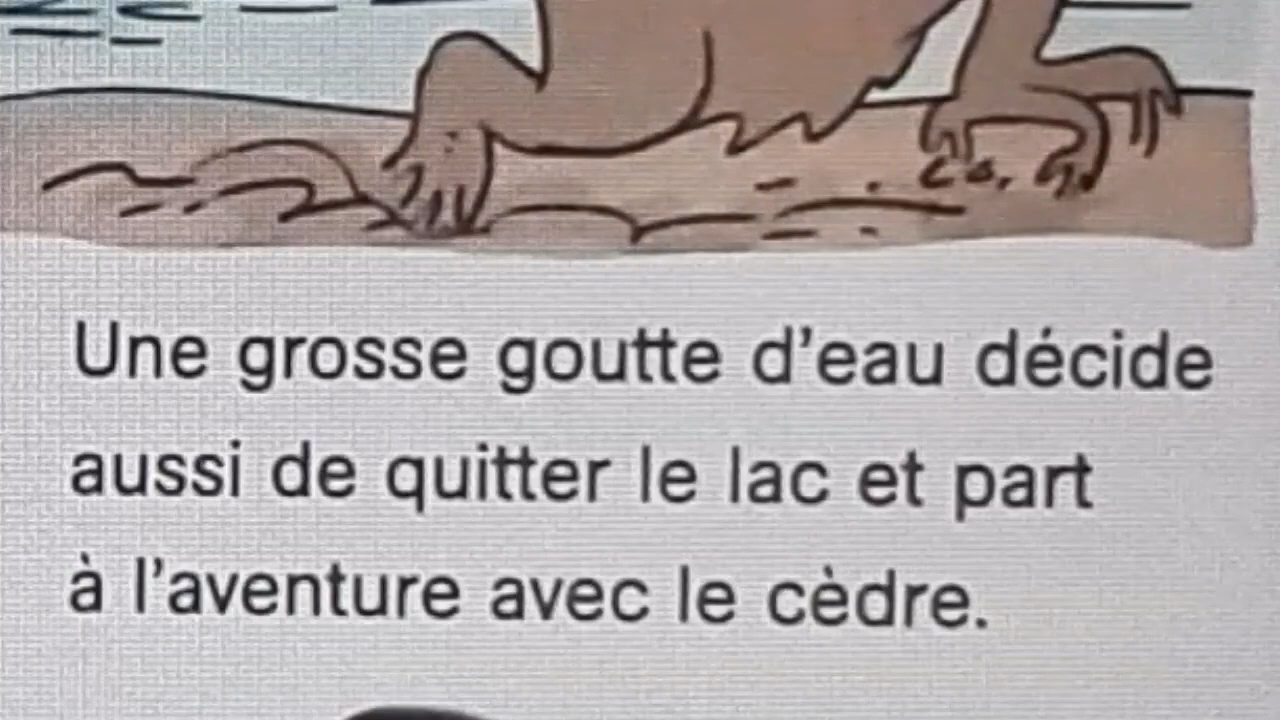 Une grosse goutte d'eau décide
aussi de quitter le lac et part
à l'aventure avec le cèdre.